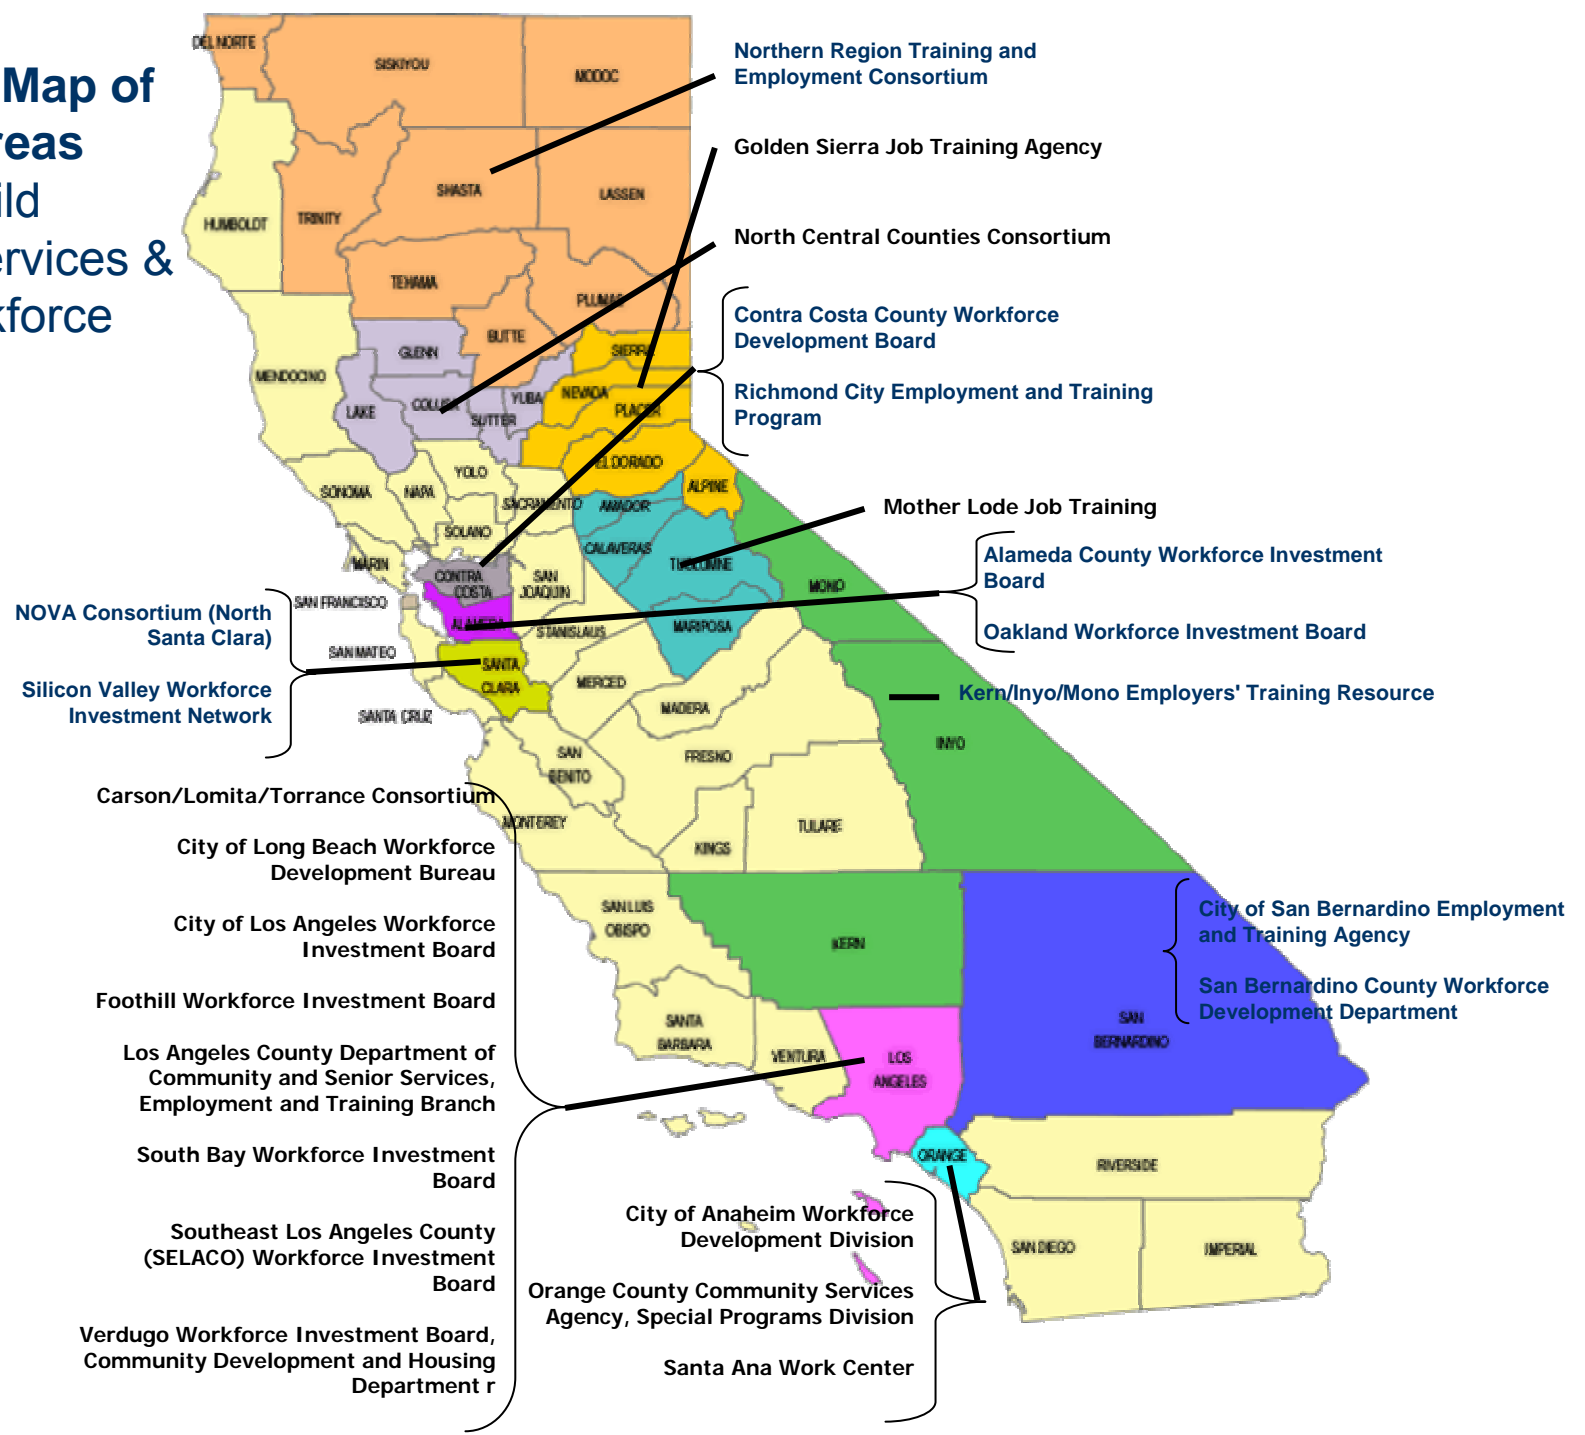 Map of
reas
ild
ervices &
kforce
Northern Region Training and
Employment Consortium
Golden Sierra Job Training Agency
North Central Counties Consortium
Contra Costa County Workforce
Development Board
Richmond City Employment and Training
Program
Mother Lode Job Training
Alameda County Workforce Investment
Board
Oakland Workforce Investment Board
Kern/Inyo/Mono Employers' Training Resource
City of San Bernardino Employment
and Training Agency
San Bernardino County Workforce
Development Department
NOVA Consortium (North
Santa Clara)
Silicon Valley Workforce
Investment Network
Carson/Lomita/Torrance Consortium
City of Long Beach Workforce
Development Bureau
City of Los Angeles Workforce
Investment Board
Foothill Workforce Investment Board
Los Angeles County Department of
Community and Senior Services,
Employment and Training Branch
South Bay Workforce Investment
Board
Southeast Los Angeles County
(SELACO) Workforce Investment
Board
Verdugo Workforce Investment Board,
Community Development and Housing
Department r
City of Anaheim Workforce
Development Division
Orange County Community Services
Agency, Special Programs Division
Santa Ana Work Center
DEL NORTE
SISKIYOU
MODOC
HUMBOLDT
TRINITY
SHASTA
LASSEN
TEHAMA
PLUMAS
BUTTE
GLENN
SIERRA
MENDOCINO
LAKE
COLUSA
SUTTER
YUBA
NEVADA
PLACER
EL DORADO
ALPINE
SONOMA
NAPA
YOLO
SACRAMENTO
AMADOR
SOLANO
CALAVERAS
TUOLUMNE
MARIN
CONTRA
COSTA
SAN
JOAQUIN
MONO
SAN FRANCISCO
ALAMEDA
STANISLAUS
MARIPOSA
SAN MATEO
SANTA
CLARA
MERCED
MADERA
SANTA CRUZ
SAN
BENITO
FRESNO
INYO
MONTEREY
KINGS
TULARE
SAN LUIS
OBISPO
KERN
SANTA
BARBARA
VENTURA
LOS
ANGELES
SAN
BERNARDINO
ORANGE
RIVERSIDE
SAN DIEGO
IMPERIAL